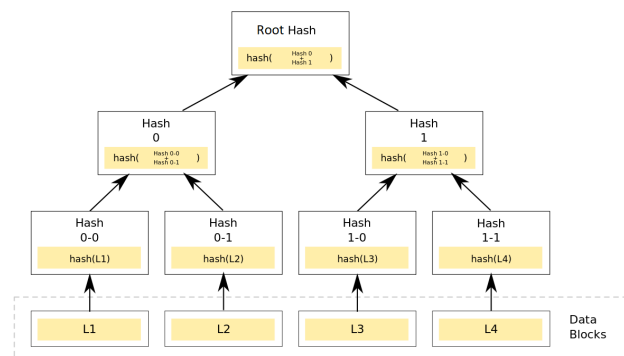 Root Hash
hash( Hash 0 + Hash 1 )
Hash
0
hash( Hash 0-0 + Hash 0-1 )
Hash
1
hash( Hash 1-0 + Hash 1-1 )
Hash
0-0
hash(L1)
Hash
0-1
hash(L2)
Hash
1-0
hash(L3)
Hash
1-1
hash(L4)
L1
L2
L3
L4
Data
Blocks